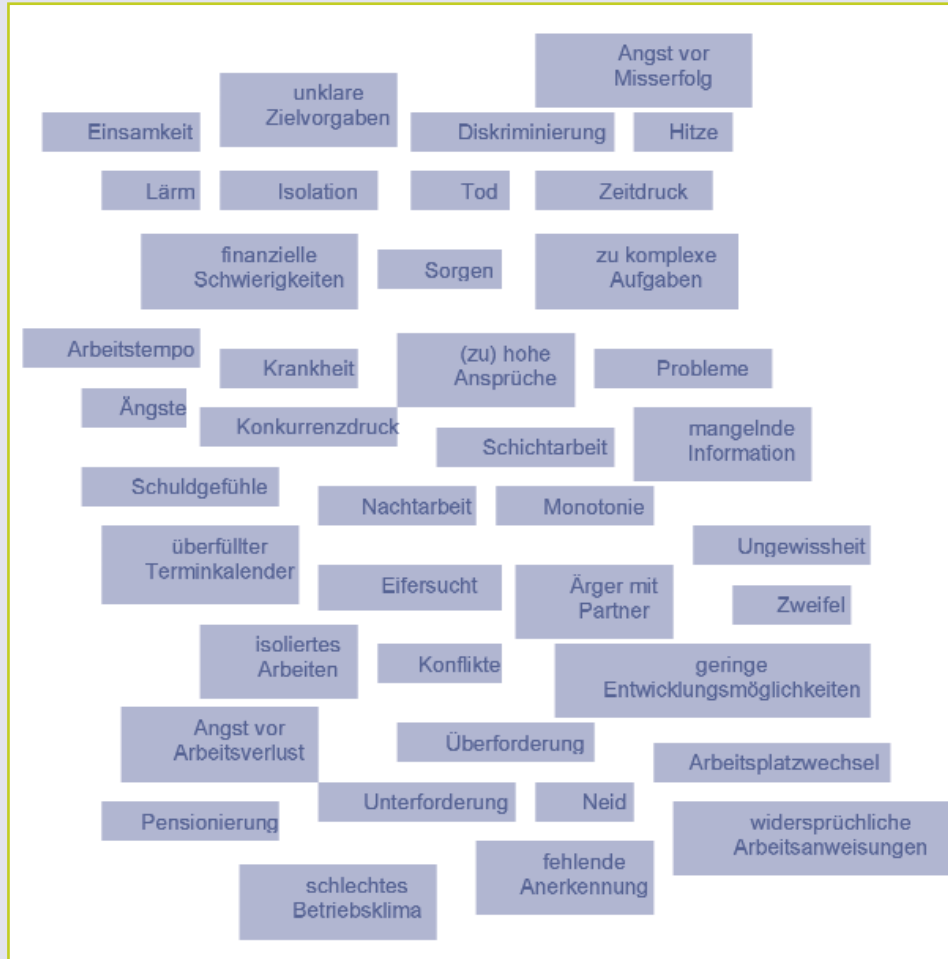 Angst vor
Misserfolg
unklare
Zielvorgaben
Einsamkeit
Diskriminierung
Hitze
Lärm
Isolation
Tod
Zeitdruck
finanzielle
Schwierigkeiten
Sorgen
zu komplexe
Aufgaben
Arbeitstempo
Krankheit
(zu) hohe
Ansprüche
Probleme
Ängste
Konkurrenzdruck
Schichtarbeit
mangelnde
Information
Schuldgefühle
Nachtarbeit
Monotonie
überfüllter
Terminkalender
Ungewissheit
Eifersucht
Ärger mit
Partner
Zweifel
isoliertes
Arbeiten
Konflikte
geringe
Entwicklungsmöglichkeiten
Angst vor
Arbeitsverlust
Überforderung
Arbeitsplatzwechsel
Unterforderung
Neid
Pensionierung
widersprüchliche
Arbeitsanweisungen
fehlende
Anerkennung
schlechtes
Betriebsklima